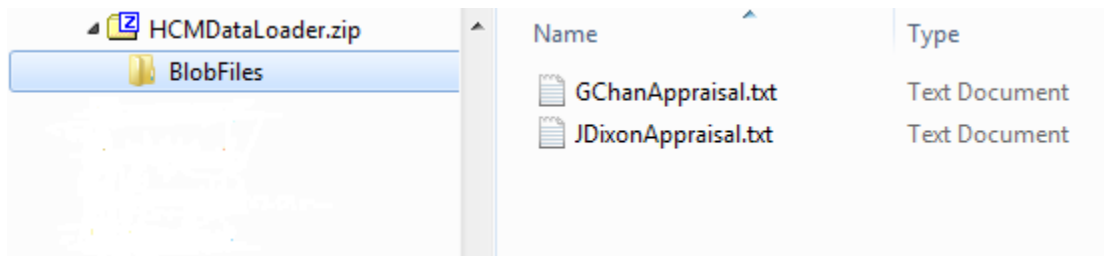 HCMDataLoader.zip
BlobFiles
Name Type
GChanAppraisal.txt Text Document
JDixonAppraisal.txt Text Document